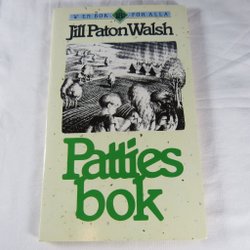 EN BOK FÖR ALLA
Jill Paton Walsh
Patties
bok